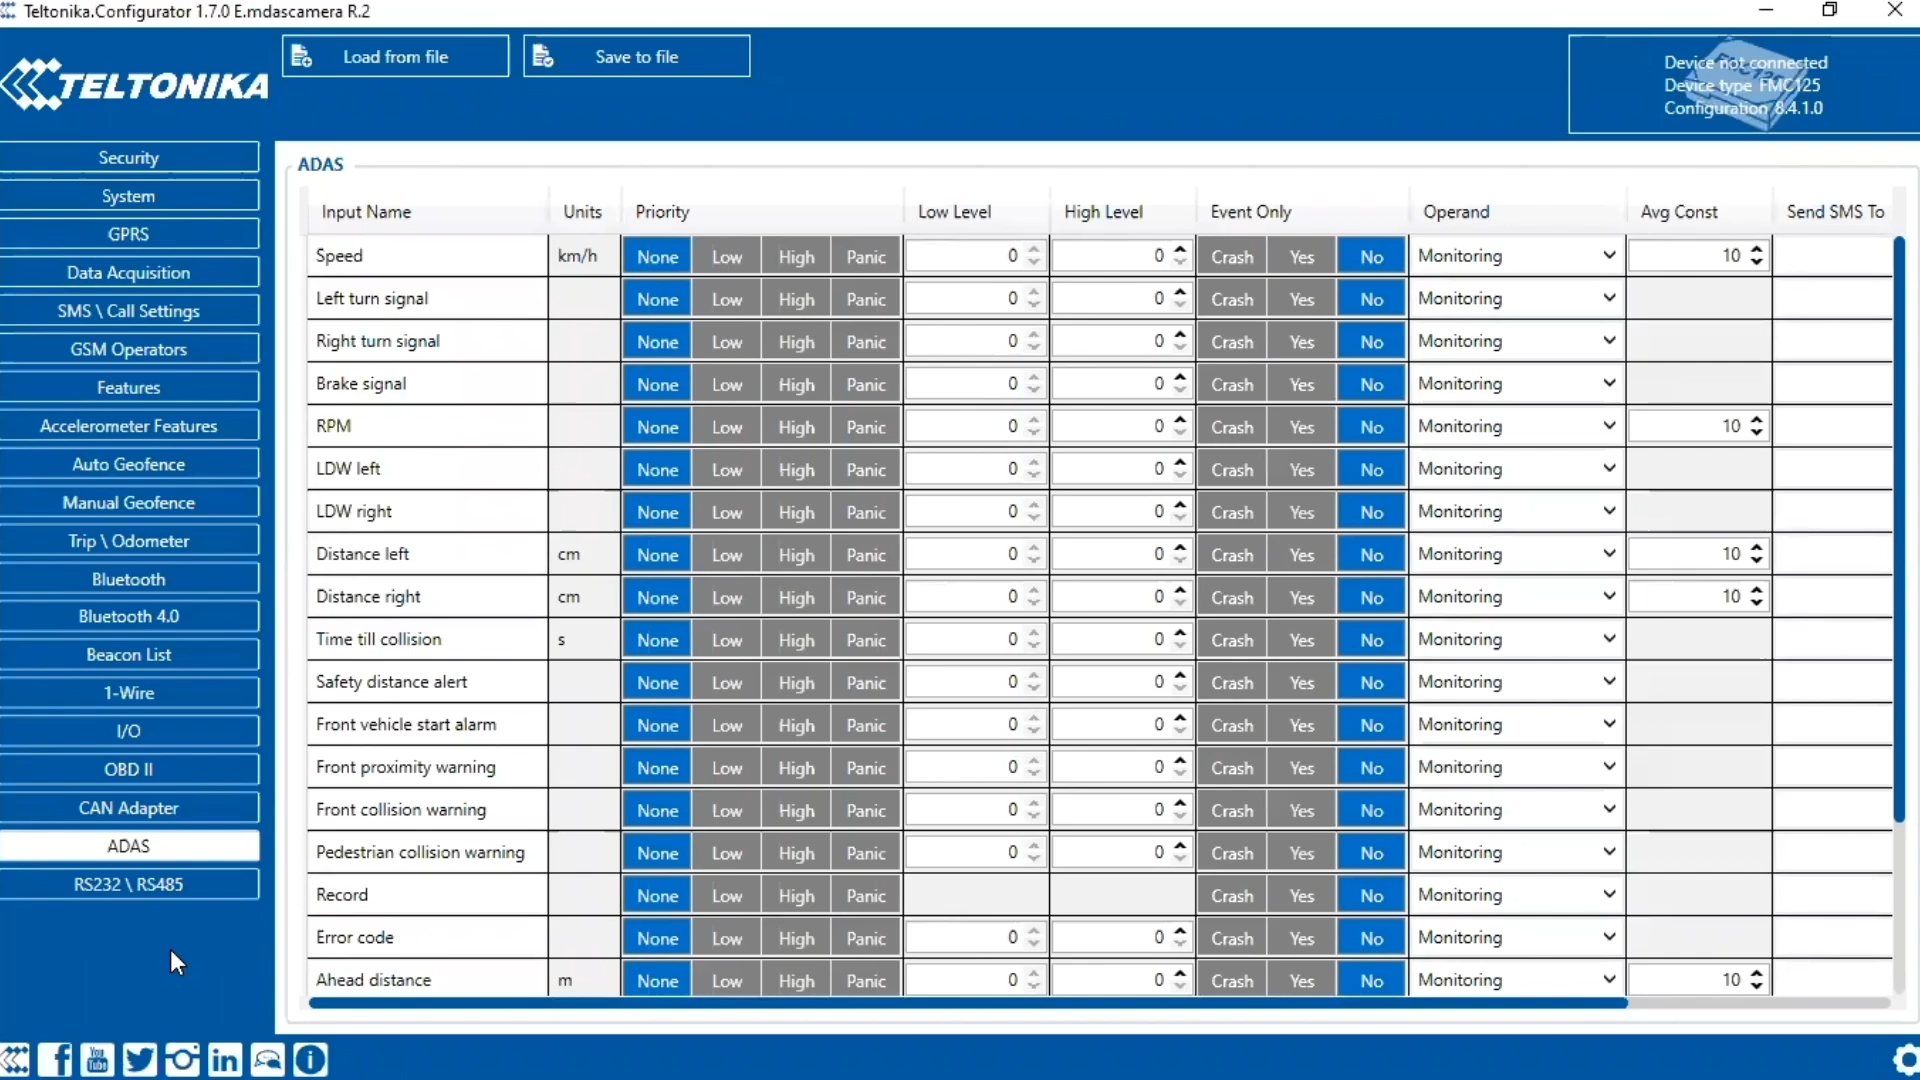 Teltonika.Configurator 1.7.0 E.mdascamera R.2
TELTONIKA
Load from file
Save to file
Device not connected
Device type FMC125
Configuration 8.4.1.0
Security
System
GPRS
Data Acquisition
SMS \ Call Settings
GSM Operators
Features
Accelerometer Features
Auto Geofence
Manual Geofence
Trip \ Odometer
Bluetooth
Bluetooth 4.0
Beacon List
1-Wire
I/O
OBD II
CAN Adapter
ADAS
RS232 \ RS485
ADAS
Input Name Units Priority Low Level High Level Event Only Operand Avg Const Send SMS To
Speed km/h None Low High Panic 0 0 Crash Yes No Monitoring 10
Left turn signal None Low High Panic 0 0 Crash Yes No Monitoring
Right turn signal None Low High Panic 0 0 Crash Yes No Monitoring
Brake signal None Low High Panic 0 0 Crash Yes No Monitoring
RPM None Low High Panic 0 0 Crash Yes No Monitoring 10
LDW left None Low High Panic 0 0 Crash Yes No Monitoring
LDW right None Low High Panic 0 0 Crash Yes No Monitoring
Distance left cm None Low High Panic 0 0 Crash Yes No Monitoring 10
Distance right cm None Low High Panic 0 0 Crash Yes No Monitoring 10
Time till collision s None Low High Panic 0 0 Crash Yes No Monitoring
Safety distance alert None Low High Panic 0 0 Crash Yes No Monitoring
Front vehicle start alarm None Low High Panic 0 0 Crash Yes No Monitoring
Front proximity warning None Low High Panic 0 0 Crash Yes No Monitoring
Front collision warning None Low High Panic 0 0 Crash Yes No Monitoring
Pedestrian collision warning None Low High Panic 0 0 Crash Yes No Monitoring
Record None Low High Panic Crash Yes No Monitoring
Error code None Low High Panic 0 0 Crash Yes No Monitoring
Ahead distance m None Low High Panic 0 0 Crash Yes No Monitoring 10
You
Tube